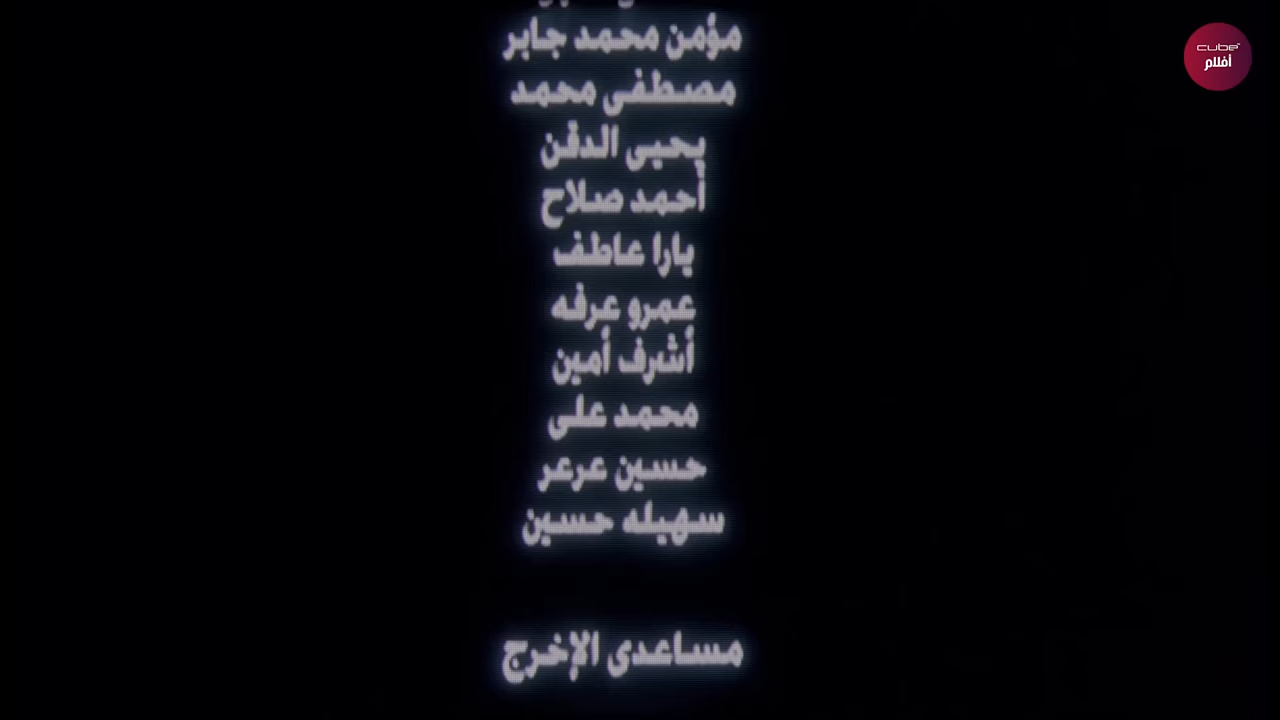 cube
أفلام
مؤمن محمد جابر
مصطفى محمد
يحيى الدقن
أحمد صلاح
يارا عاطف
عمرو عرفه
أشرف أمين
محمد على
حسين عرعر
سهيله حسين
مساعدى الإخرج